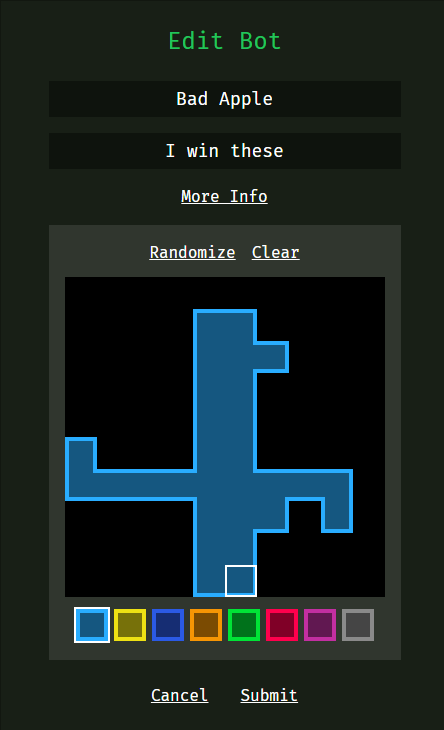 Edit Bot
Bad Apple
I win these
More Info
Randomize Clear
Cancel Submit